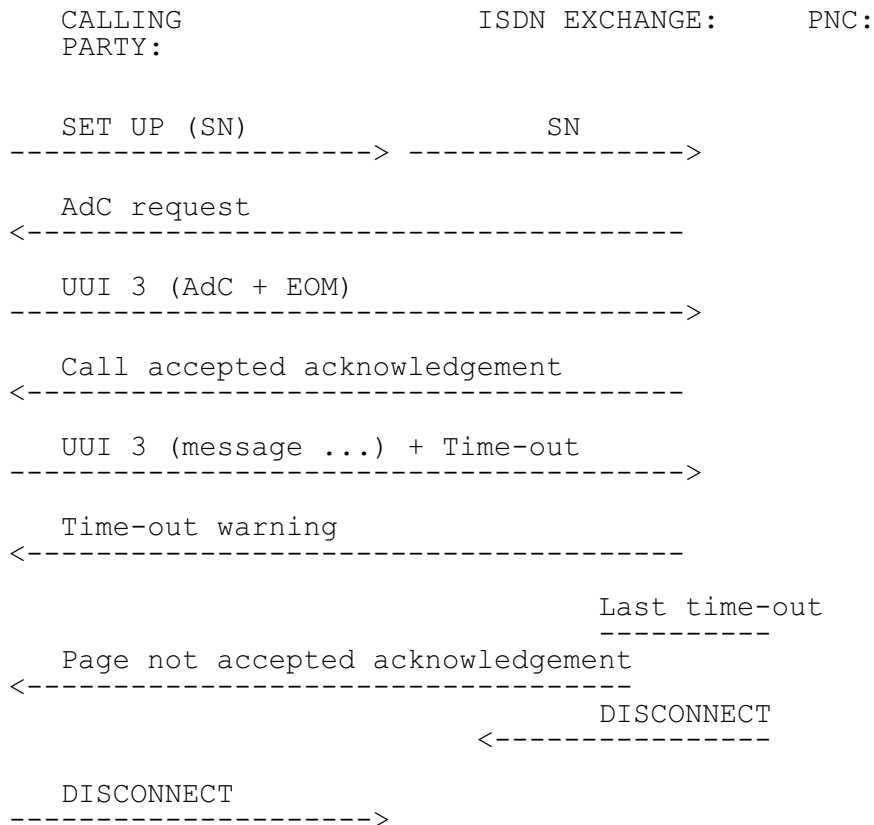 CALLING ISDN EXCHANGE: PNC:
PARTY:
SET UP (SN) SN
--------------------> ---------------->
AdC request
<--------------------------------------
UUI 3 (AdC + EOM)
--------------------------------------->
Call accepted acknowledgement
<--------------------------------------
UUI 3 (message ...) + Time-out
--------------------------------------->
Time-out warning
<--------------------------------------
Last time-out
----------
Page not accepted acknowledgement
<-----------------------------------
DISCONNECT
<----------------
DISCONNECT
--------------------->